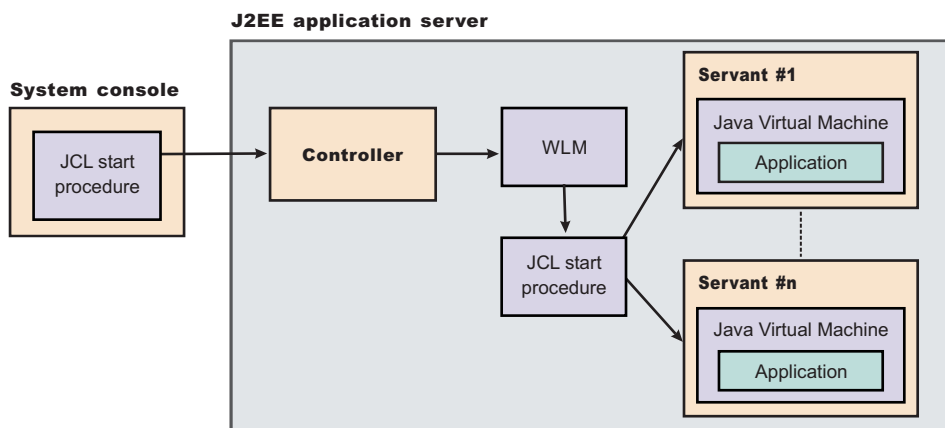 J2EE application server
System console
JCL start
procedure
Controller
WLM
JCL start
procedure
Servant #1
Java Virtual Machine
Application
Servant #n
Java Virtual Machine
Application